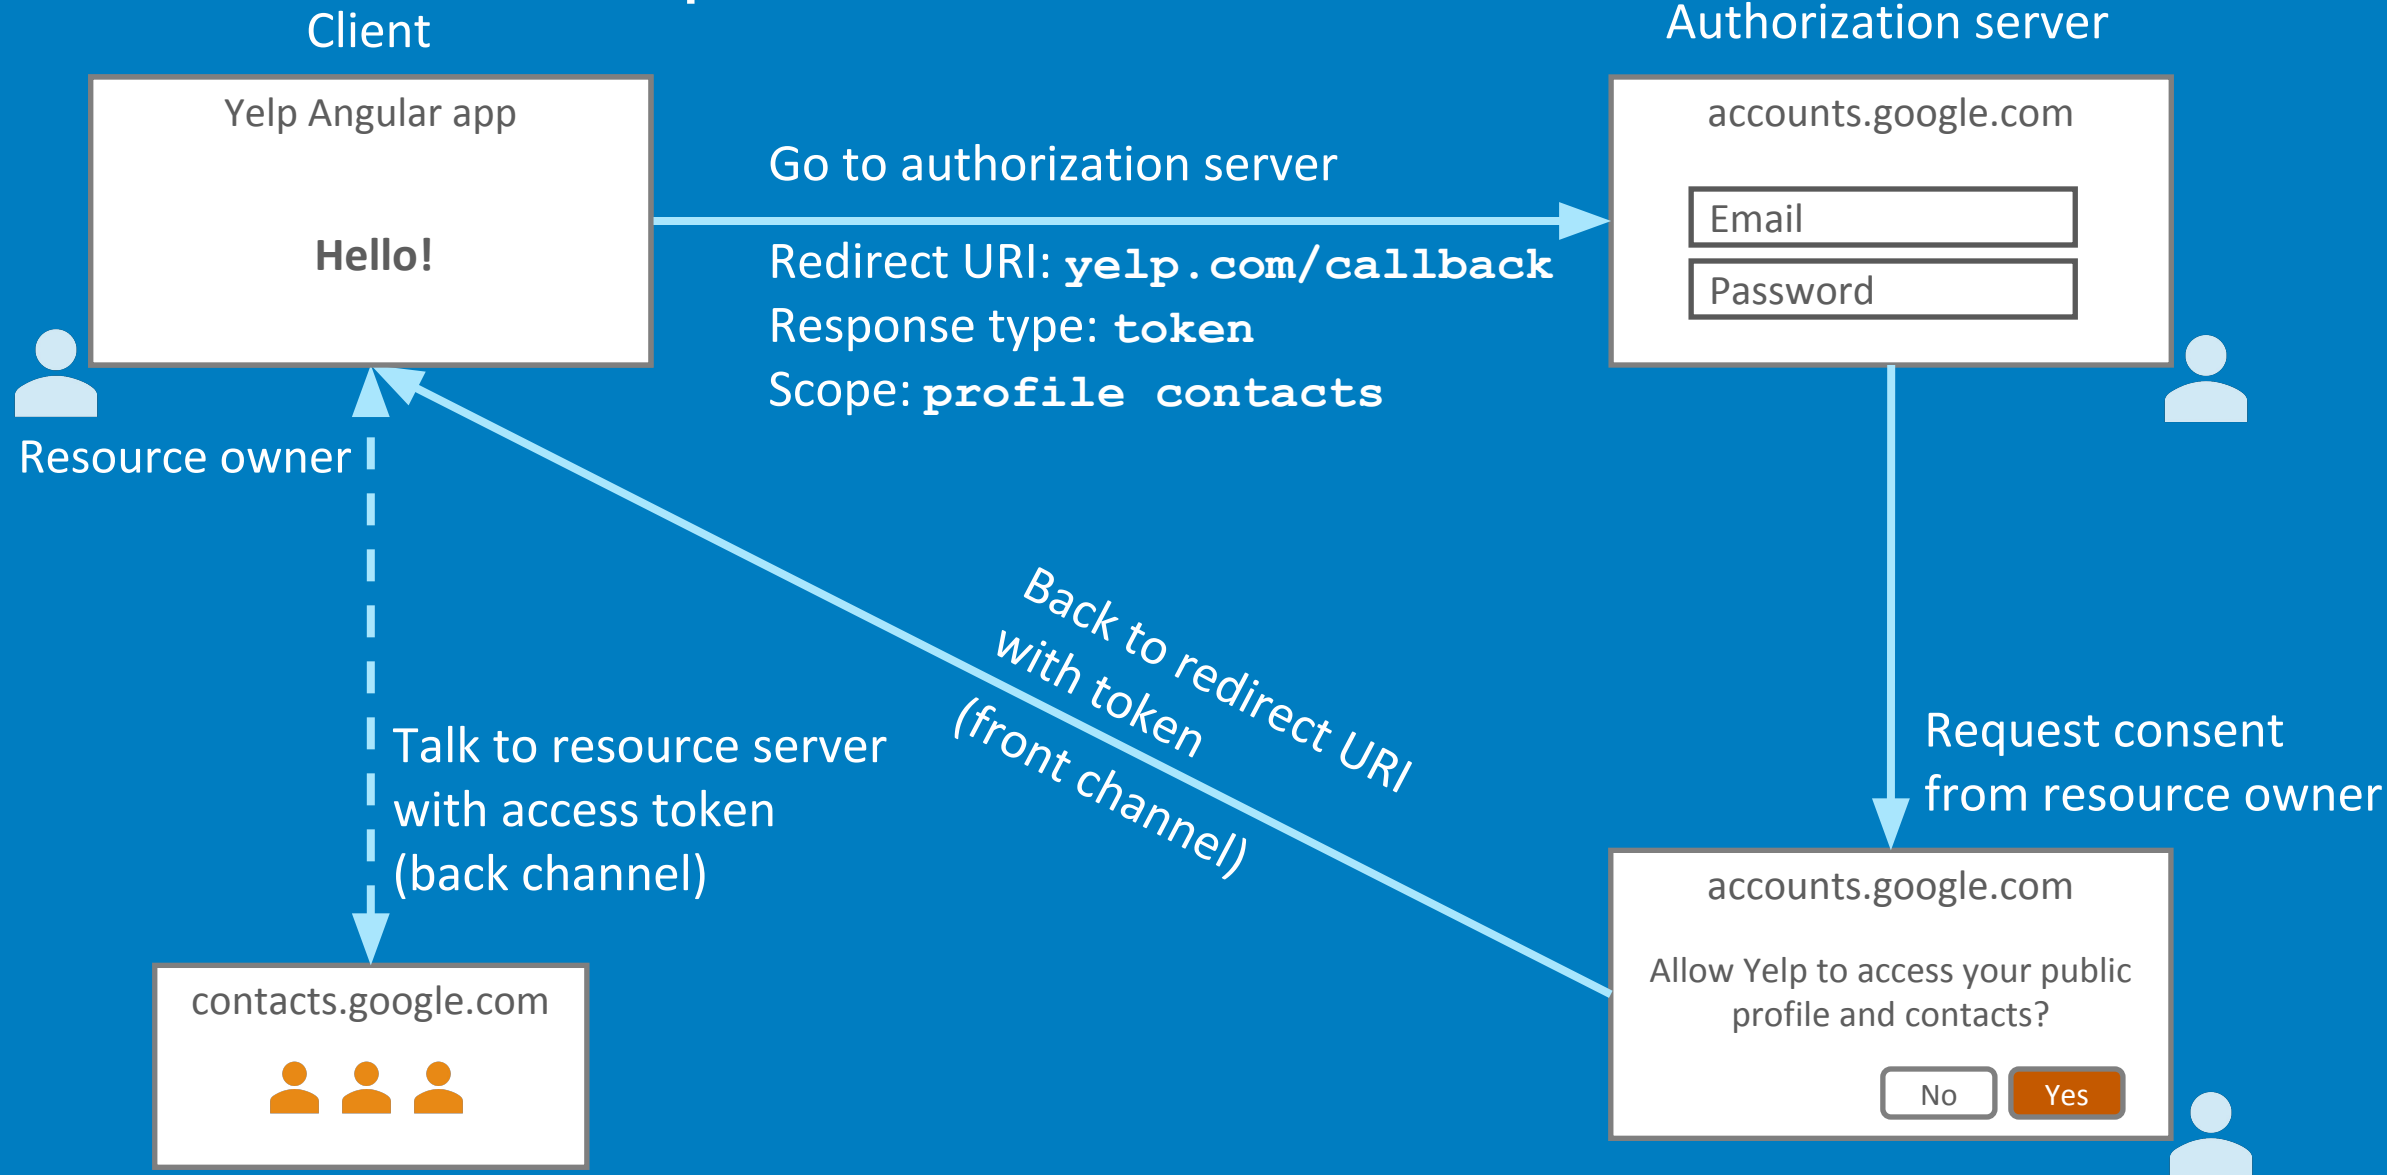 Client
Authorization server
Yelp Angular app
Hello!
Go to authorization server
Redirect URI: yelp.com/callback
Response type: token
Scope: profile contacts
accounts.google.com
Email
Password
Resource owner
Back to redirect URI
with token
(front channel)
Talk to resource server
with access token
(back channel)
Request consent
from resource owner
contacts.google.com
accounts.google.com
Allow Yelp to access your public
profile and contacts?
No
Yes